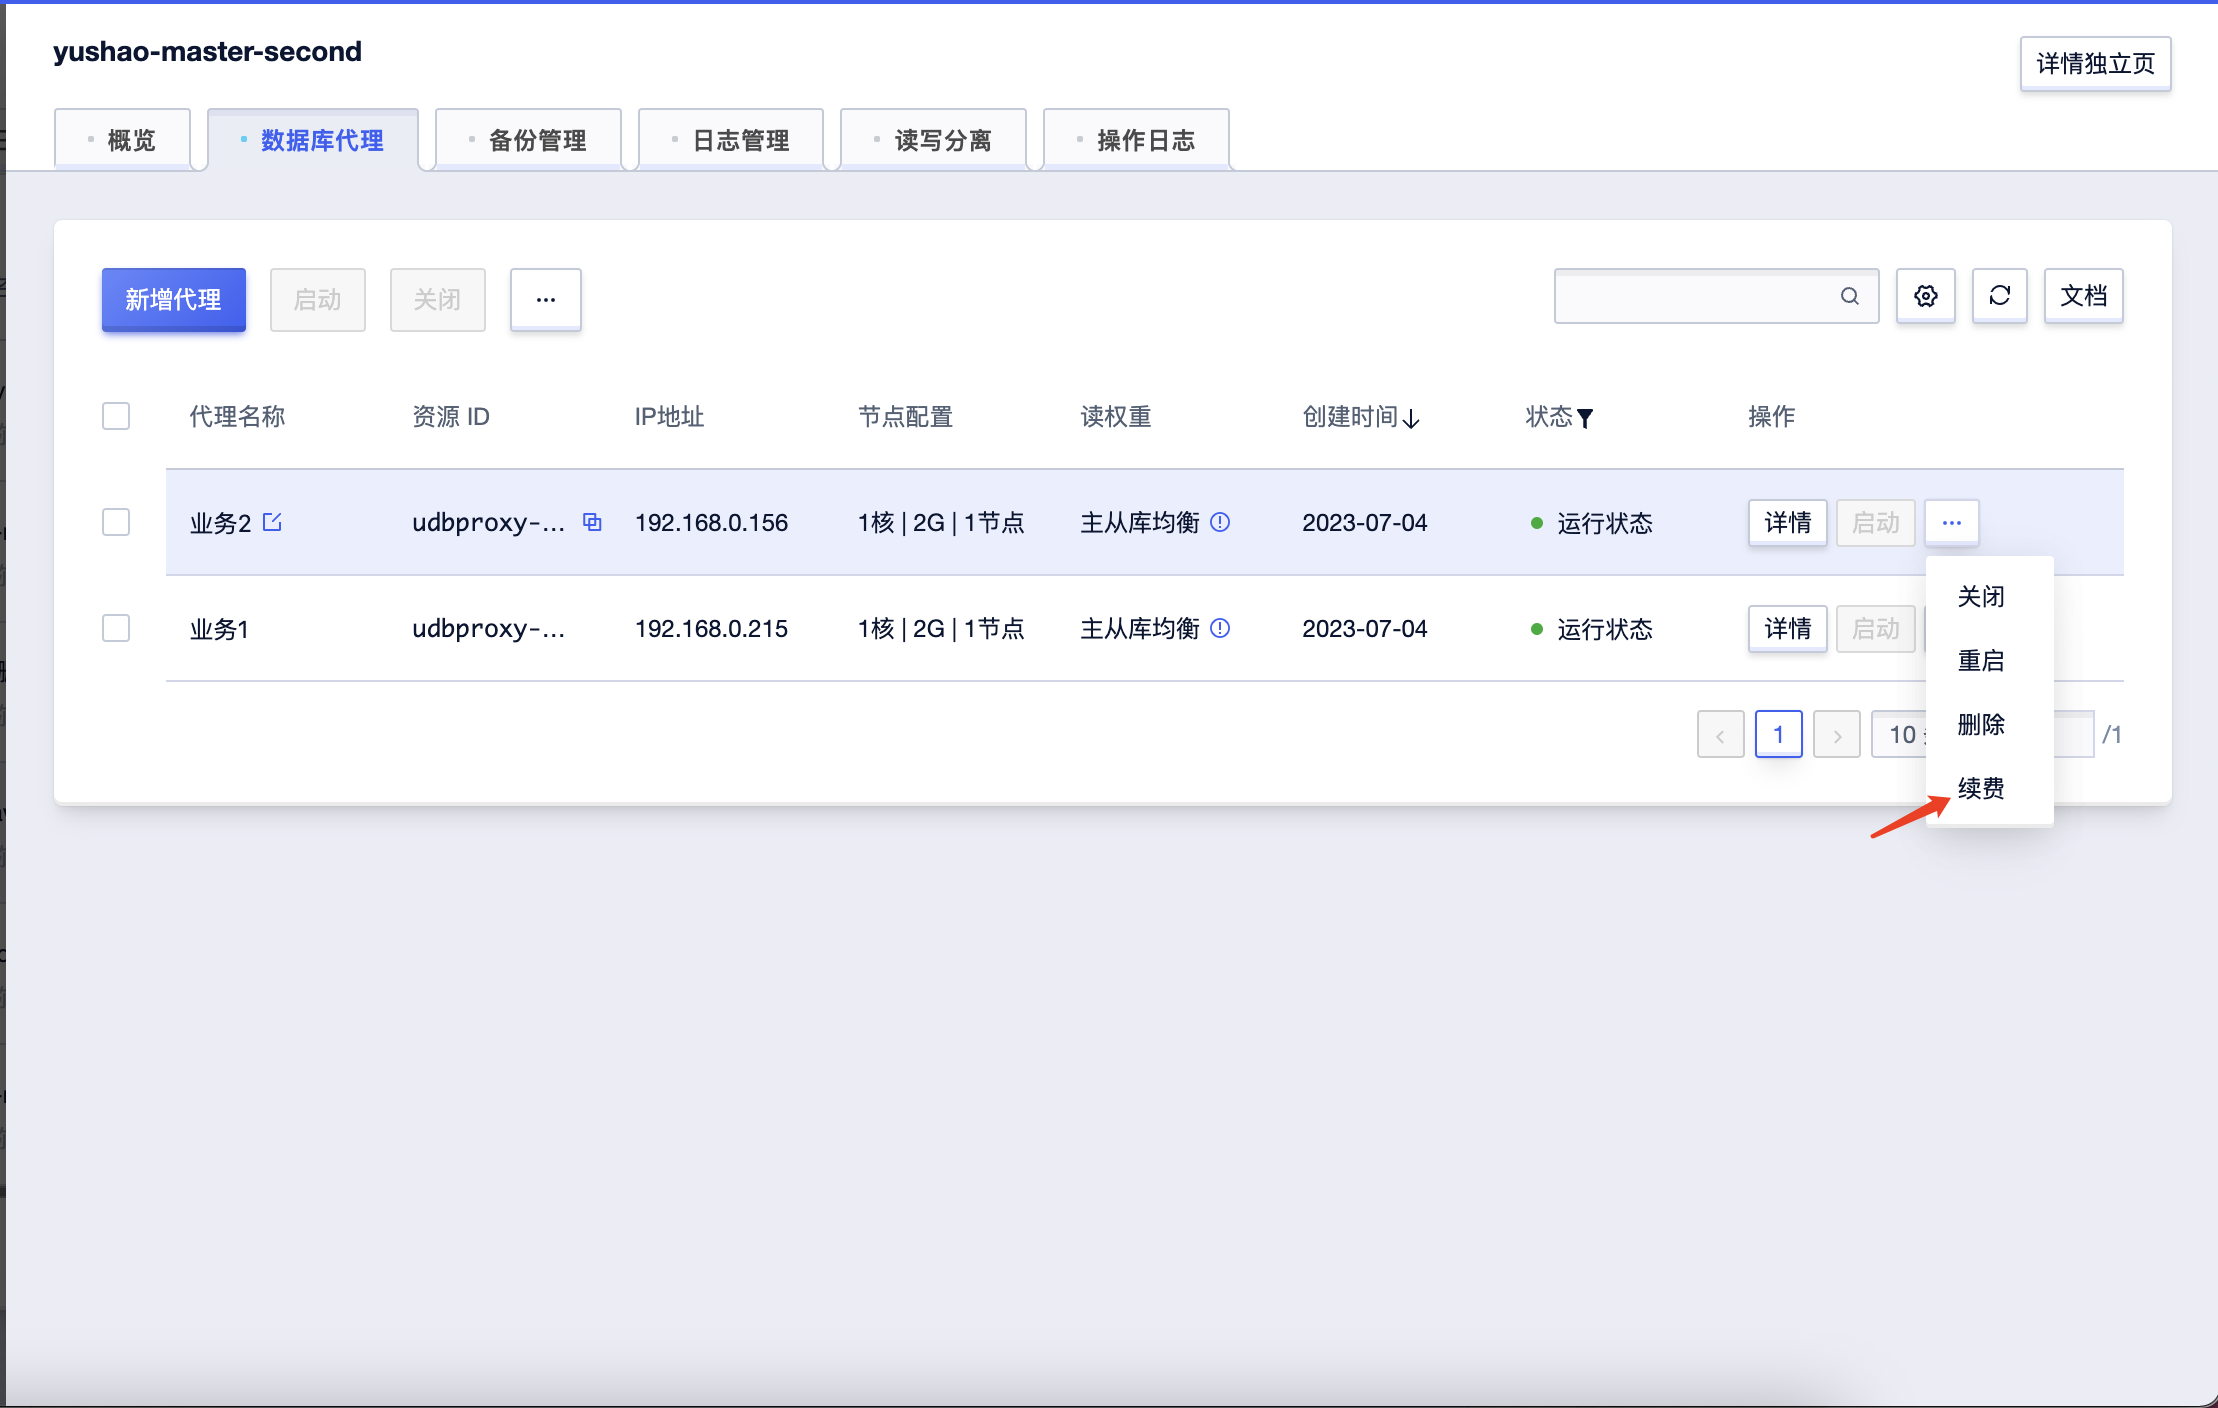 yushao-master-second
详情独立页
概览 数据库代理 备份管理 日志管理 读写分离 操作日志
新增代理 启动 关闭 ... 文档
代理名称 资源 ID IP地址 节点配置 读权重 创建时间 状态 操作
业务2 udbproxy-... 192.168.0.156 1核 | 2G | 1节点 主从库均衡 2023-07-04 运行状态 详情 启动 ...
关闭
业务1 udbproxy-... 192.168.0.215 1核 | 2G | 1节点 主从库均衡 2023-07-04 运行状态 详情 启动
重启
删除
1 10 /1
续费